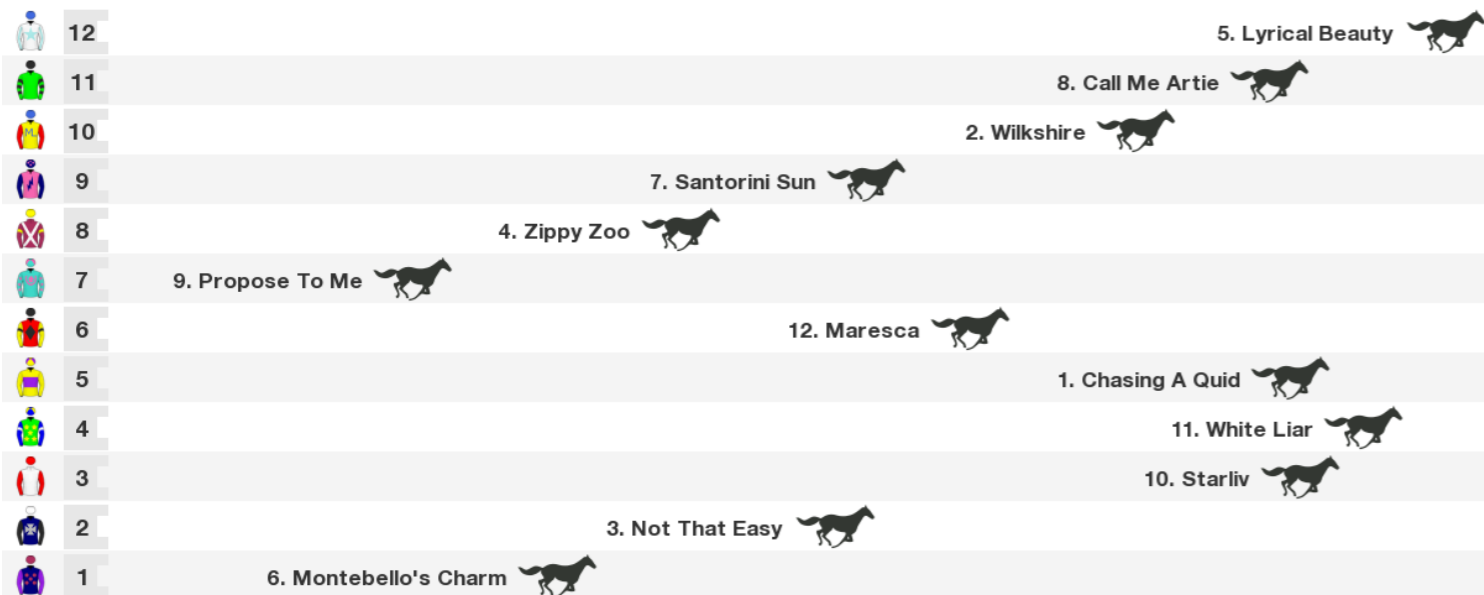 12 5. Lyrical Beauty
11 8. Call Me Artie
10 2. Wilkshire
9 7. Santorini Sun
8 4. Zippy Zoo
7 9. Propose To Me
6 12. Maresca
5 1. Chasing A Quid
4 11. White Liar
3 10. Starliv
2 3. Not That Easy
1 6. Montebello's Charm